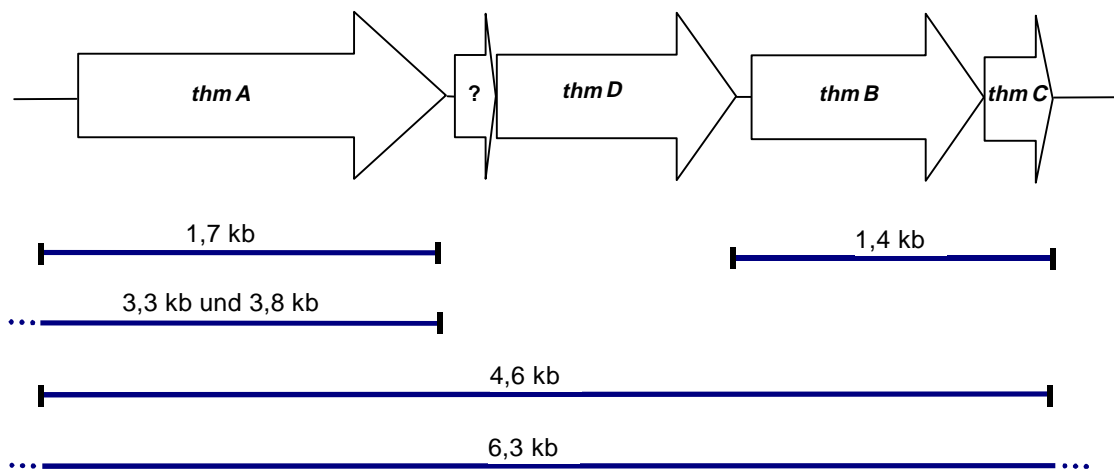 thm A ? thm D thm B thm C
1,7 kb 1,4 kb
3,3 kb und 3,8 kb
4,6 kb
6,3 kb